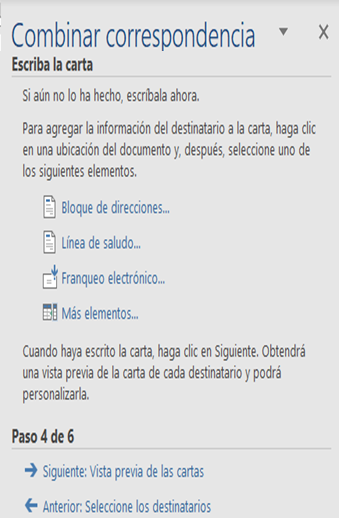 Combinar correspondencia
Escriba la carta
Si aún no lo ha hecho, escríbala ahora.
Para agregar la información del destinatario a la carta, haga clic
en una ubicación del documento y, después, seleccione uno de
los siguientes elementos.
Bloque de direcciones...
Línea de saludo...
Franqueo electrónico...
Más elementos...
Cuando haya escrito la carta, haga clic en Siguiente. Obtendrá
una vista previa de la carta de cada destinatario y podrá
personalizarla.
Paso 4 de 6
Siguiente: Vista previa de las cartas
Anterior: Seleccione los destinatarios